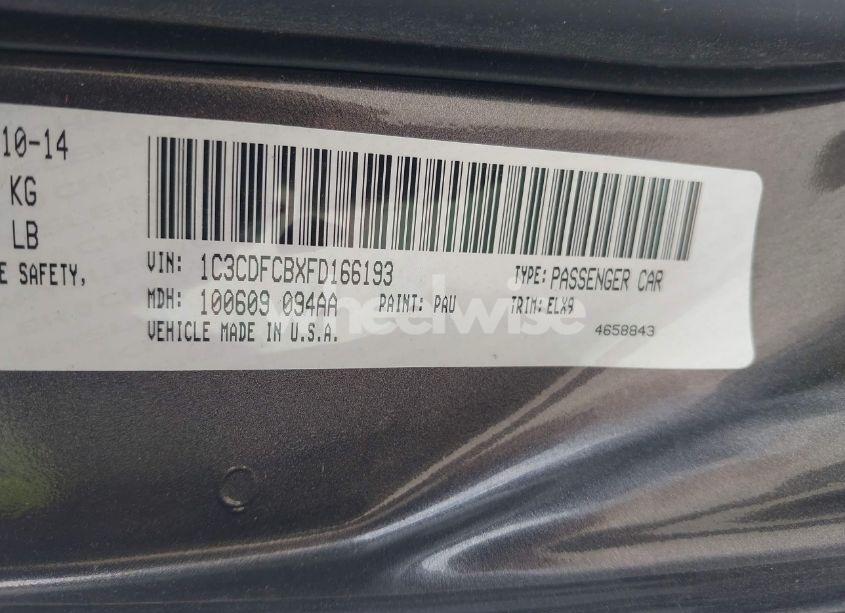 10-14
KG
LB
E SAFETY,
VIN: 1C3CDFCBXFD166193 TYPE: PASSENGER CAR
MDH: 100609 094AA PAINT: PAU TRIM: ELX9
VEHICLE MADE IN U.S.A. 4658843
wheelwise